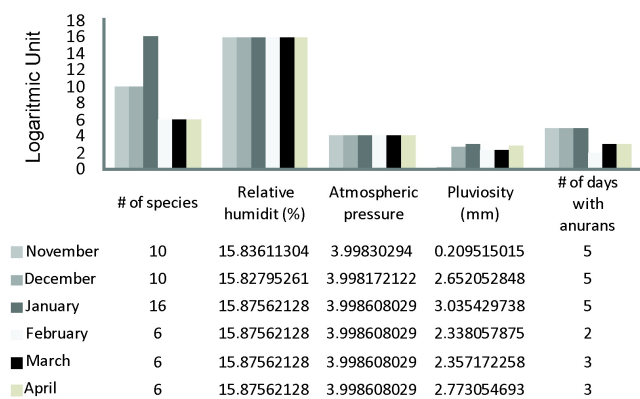 Logaritmic Unit
18
16
14
12
10
8
6
4
2
0
# of species
Relative
humidit (%)
Atmospheric
pressure
Pluviosity
(mm)
# of days
with
anurans
November 10 15.83611304 3.99830294 0.209515015 5
December 10 15.82795261 3.998172122 2.652052848 5
January 16 15.87562128 3.998608029 3.035429738 5
February 6 15.87562128 3.998608029 2.338057875 2
March 6 15.87562128 3.998608029 2.357172258 3
April 6 15.87562128 3.998608029 2.773054693 3